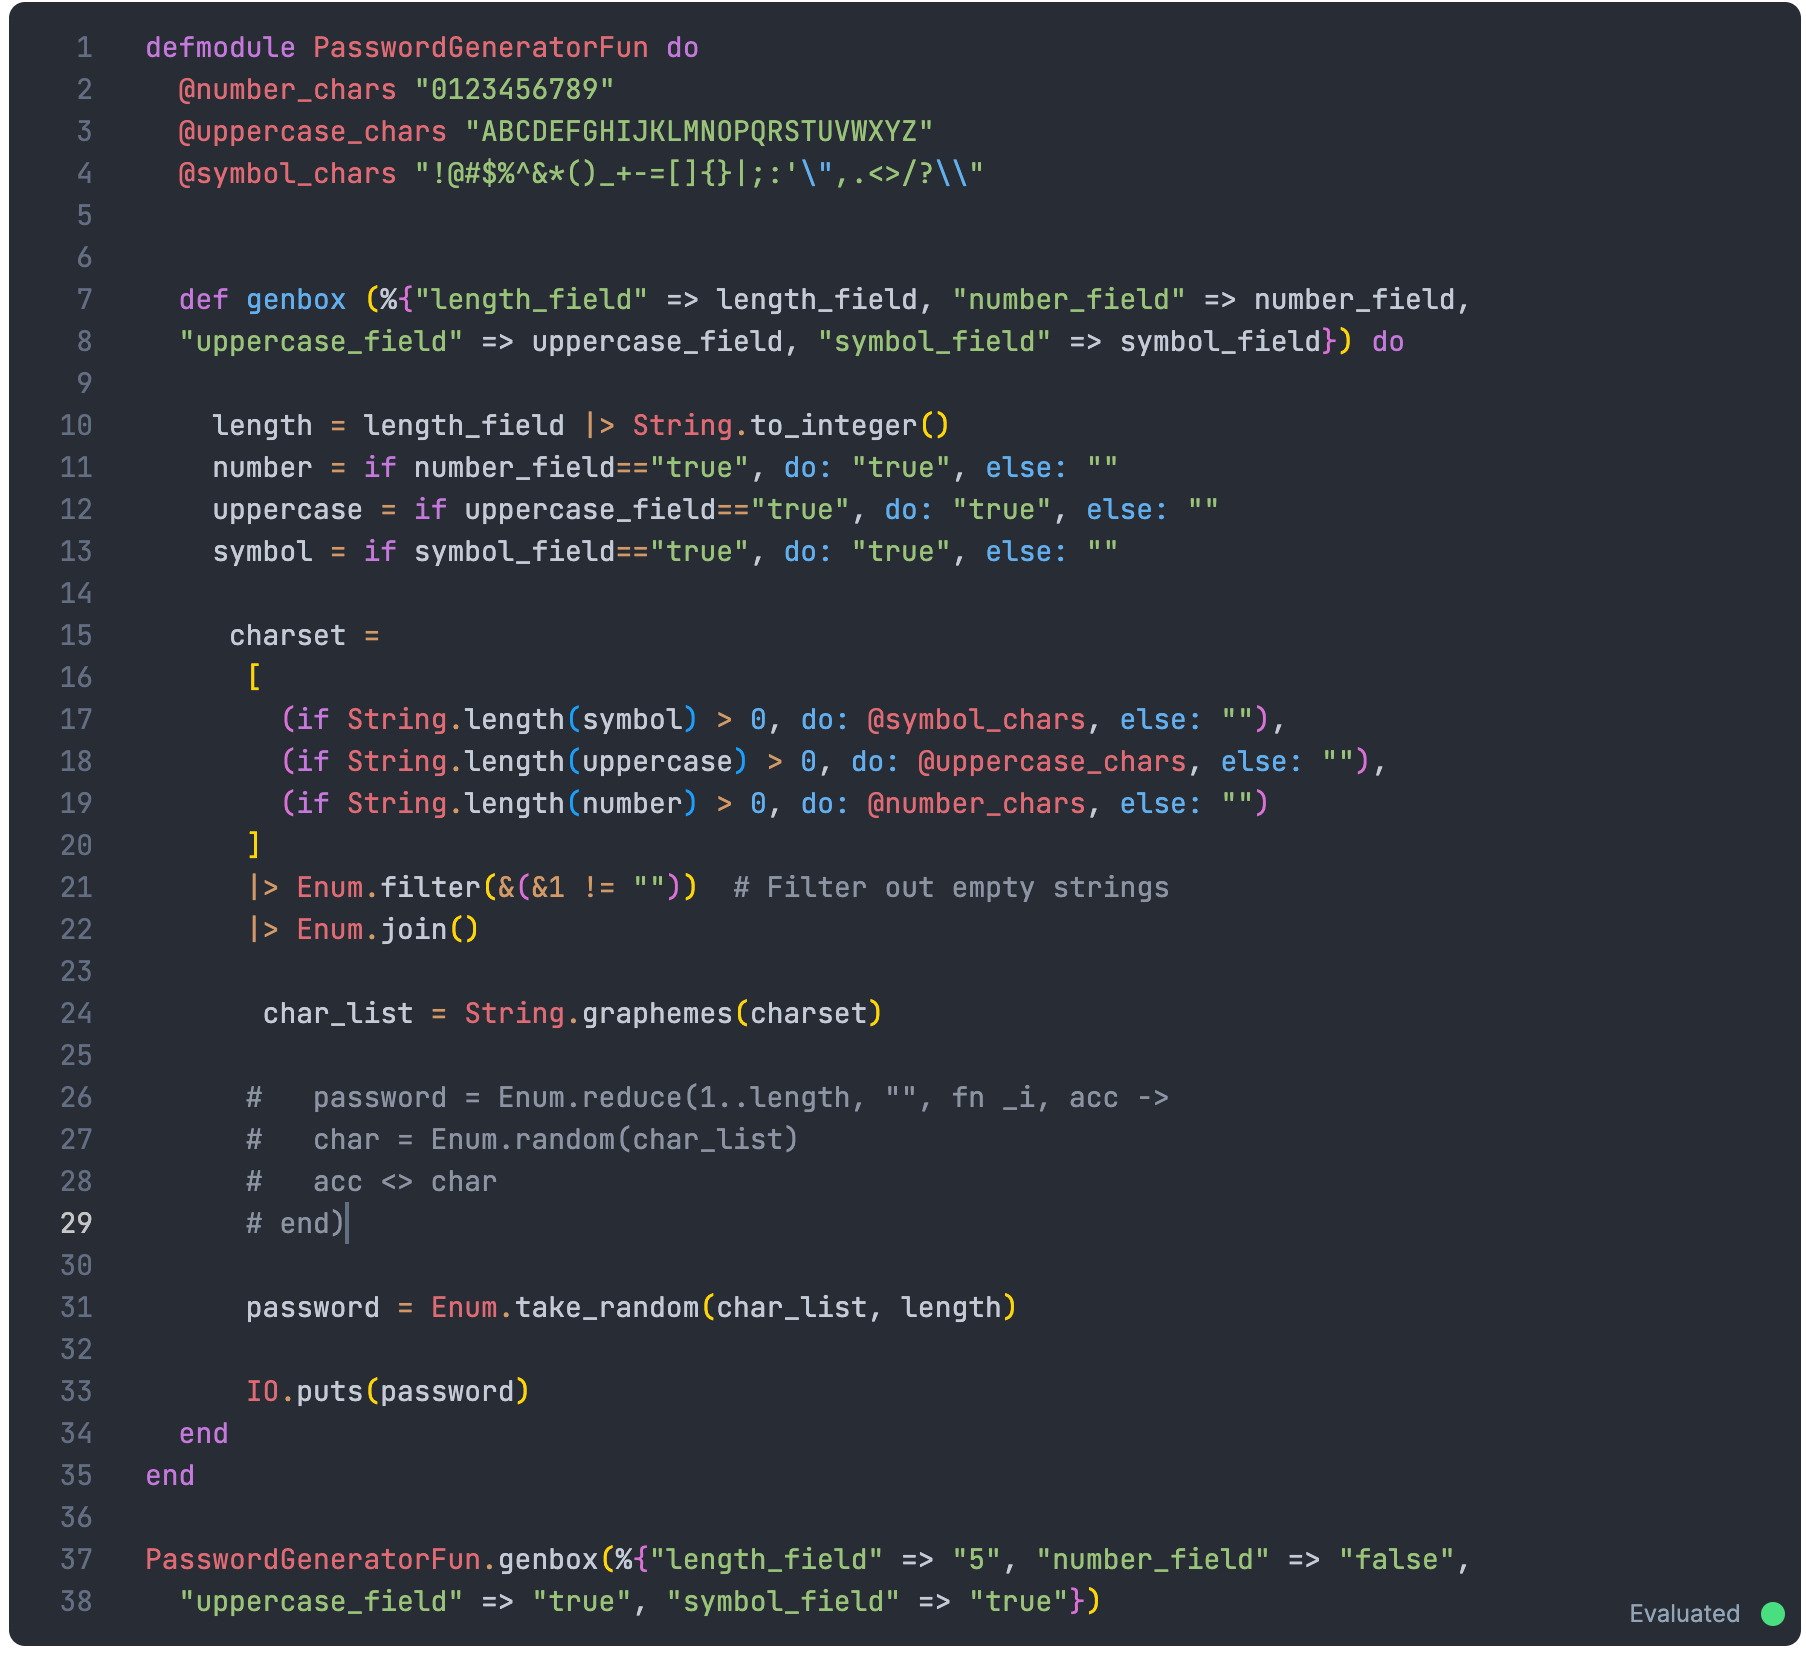 1 defmodule PasswordGeneratorFun do
2 @number_chars "0123456789"
3 @uppercase_chars "ABCDEFGHIJKLMNOPQRSTUVWXYZ"
4 @symbol_chars "!@#$%^&*()_+-=[]{}|;:'\",.<>/?\\"
5
6
7 def genbox (%{"length_field" => length_field, "number_field" => number_field,
8 "uppercase_field" => uppercase_field, "symbol_field" => symbol_field}) do
9
10 length = length_field |> String.to_integer()
11 number = if number_field=="true", do: "true", else: ""
12 uppercase = if uppercase_field=="true", do: "true", else: ""
13 symbol = if symbol_field=="true", do: "true", else: ""
14
15 charset =
16 [
17 (if String.length(symbol) > 0, do: @symbol_chars, else: ""),
18 (if String.length(uppercase) > 0, do: @uppercase_chars, else: ""),
19 (if String.length(number) > 0, do: @number_chars, else: "")
20 ]
21 |> Enum.filter(&(&1 != "")) # Filter out empty strings
22 |> Enum.join()
23
24 char_list = String.graphemes(charset)
25
26 # password = Enum.reduce(1..length, "", fn _i, acc ->
27 # char = Enum.random(char_list)
28 # acc <> char
29 # end)
30
31 password = Enum.take_random(char_list, length)
32
33 IO.puts(password)
34 end
35 end
36
37 PasswordGeneratorFun.genbox(%{"length_field" => "5", "number_field" => "false",
38 "uppercase_field" => "true", "symbol_field" => "true"})
Evaluated